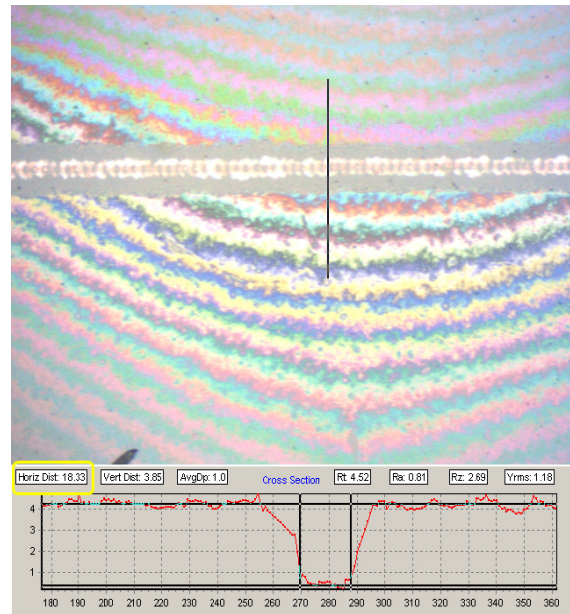 Horiz Dist: 18.33 Vert Dist: 3.85 AvgDp: 1.0 Cross Section Rt: 4.52 Ra: 0.81 Rz: 2.69 Yrms: 1.18
4
3
2
1
180 190 200 210 220 230 240 250 260 270 280 290 300 310 320 330 340 350 360